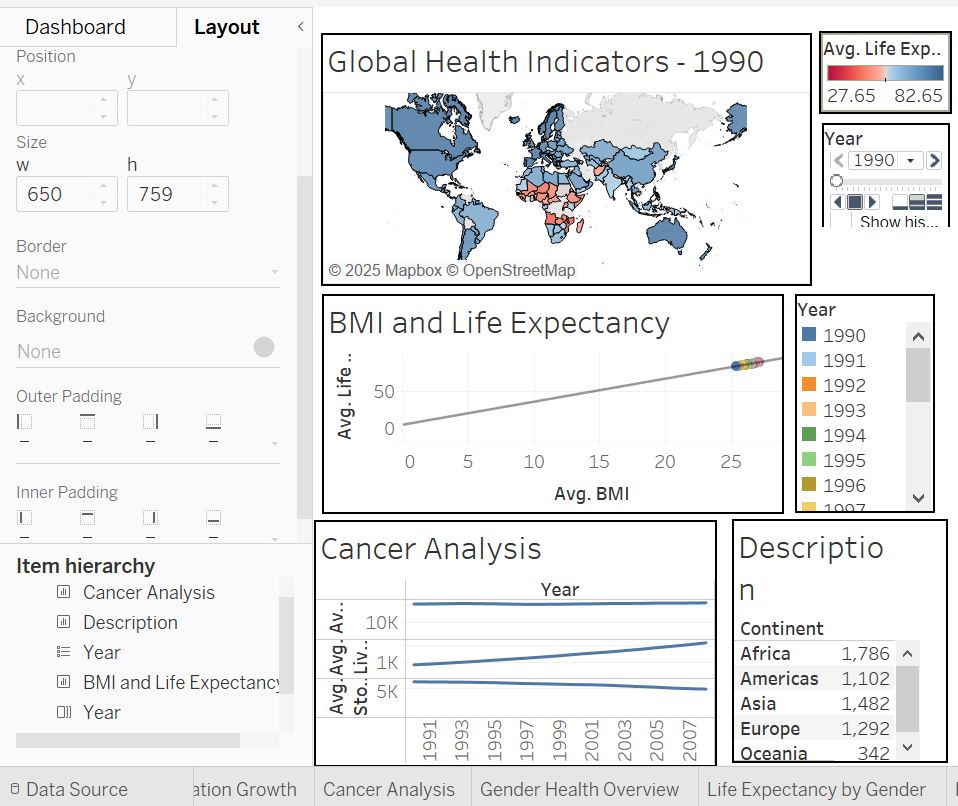 Dashboard
Layout
Position
x
y
Size
w
h
650
759
Border
None
Background
None
Outer Padding
Inner Padding
Item hierarchy
Cancer Analysis
Description
Year
BMI and Life Expectancy
Year
Global Health Indicators - 1990
© 2025 Mapbox © OpenStreetMap
Avg. Life Exp..
27.65 82.65
Year
1990
Show his...
BMI and Life Expectancy
Avg. Life ..
50
0
0 5 10 15 20 25
Avg. BMI
Year
1990
1991
1992
1993
1994
1995
1996
1997
Cancer Analysis
Year
Avg. Av..
10K
Avg. Liv..
1K
Avg. Sto..
5K
1991 1993 1995 1997 1999 2001 2003 2005 2007
Descriptio
n
Continent
Africa 1,786
Americas 1,102
Asia 1,482
Europe 1,292
Oceania 342
Data Source
ation Growth
Cancer Analysis
Gender Health Overview
Life Expectancy by Gender